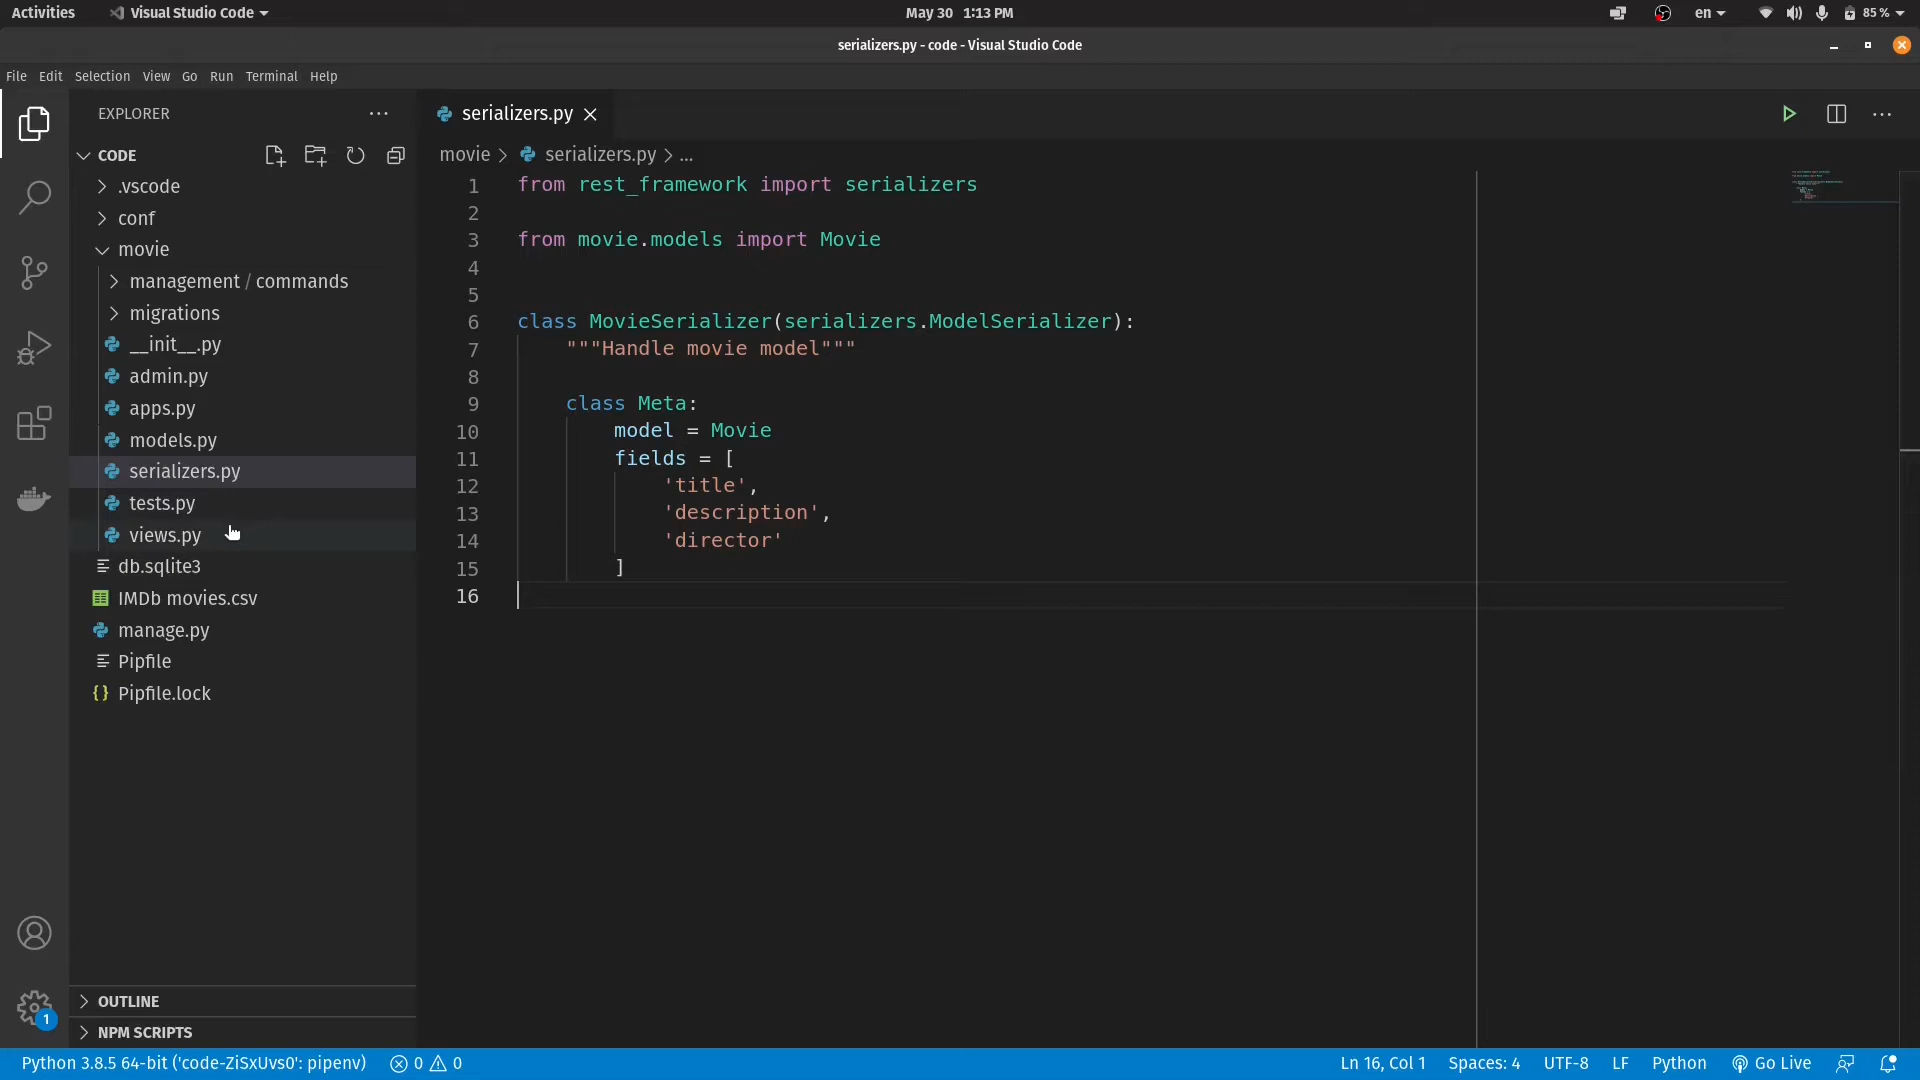 Activities
Visual Studio Code
May 30 1:13 PM
en
85 %
serializers.py - code - Visual Studio Code
File Edit Selection View Go Run Terminal Help
EXPLORER
CODE
.vscode
conf
movie
management / commands
migrations
__init__.py
admin.py
apps.py
models.py
serializers.py
tests.py
views.py
db.sqlite3
IMDb movies.csv
manage.py
Pipfile
{} Pipfile.lock
OUTLINE
NPM SCRIPTS
1
serializers.py
movie > serializers.py > ...
1 from rest_framework import serializers
2
3 from movie.models import Movie
4
5
6 class MovieSerializer(serializers.ModelSerializer):
7     """Handle movie model"""
8
9     class Meta:
10         model = Movie
11         fields = [
12             'title',
13             'description',
14             'director'
15         ]
16
Python 3.8.5 64-bit ('code-ZiSxUvs0': pipenv) 0 0
Ln 16, Col 1 Spaces: 4 UTF-8 LF Python Go Live